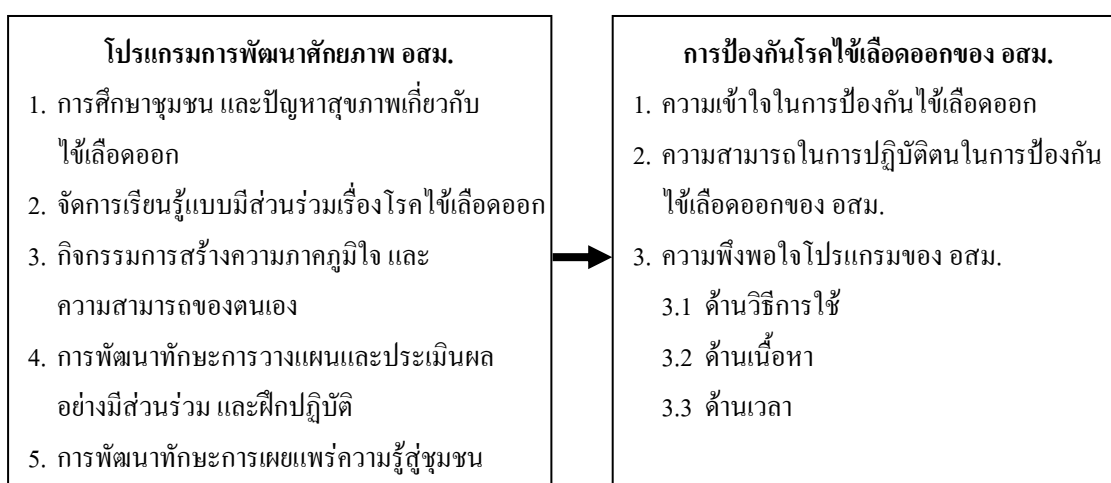 โปรแกรมการพัฒนาศักยภาพ อสม.
1. การศึกษาชุมชน และปัญหาสุขภาพเกี่ยวกับ
ไข้เลือดออก
2. จัดการเรียนรู้แบบมีส่วนร่วมเรื่องโรคไข้เลือดออก
3. กิจกรรมการสร้างความภาคภูมิใจ และ
ความสามารถของตนเอง
4. การพัฒนาทักษะการวางแผนและประเมินผล
อย่างมีส่วนร่วม และฝึกปฏิบัติ
5. การพัฒนาทักษะการเผยแพร่ความรู้สู่ชุมชน
การป้องกันโรคไข้เลือดออกของ อสม.
1. ความเข้าใจในการป้องกันไข้เลือดออก
2. ความสามารถในการปฏิบัติตนในการป้องกัน
ไข้เลือดออกของ อสม.
3. ความพึงพอใจโปรแกรมของ อสม.
3.1 ด้านวิธีการใช้
3.2 ด้านเนื้อหา
3.3 ด้านเวลา